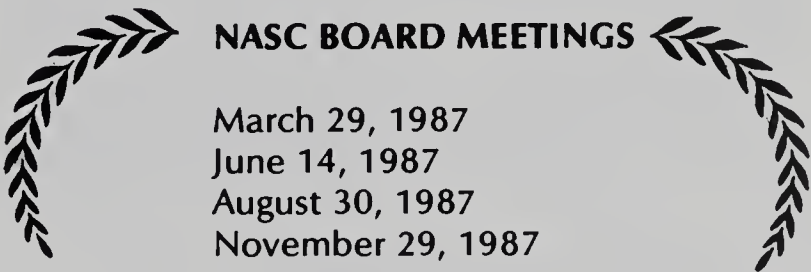 NASC BOARD MEETINGS
March 29, 1987
June 14, 1987
August 30, 1987
November 29, 1987